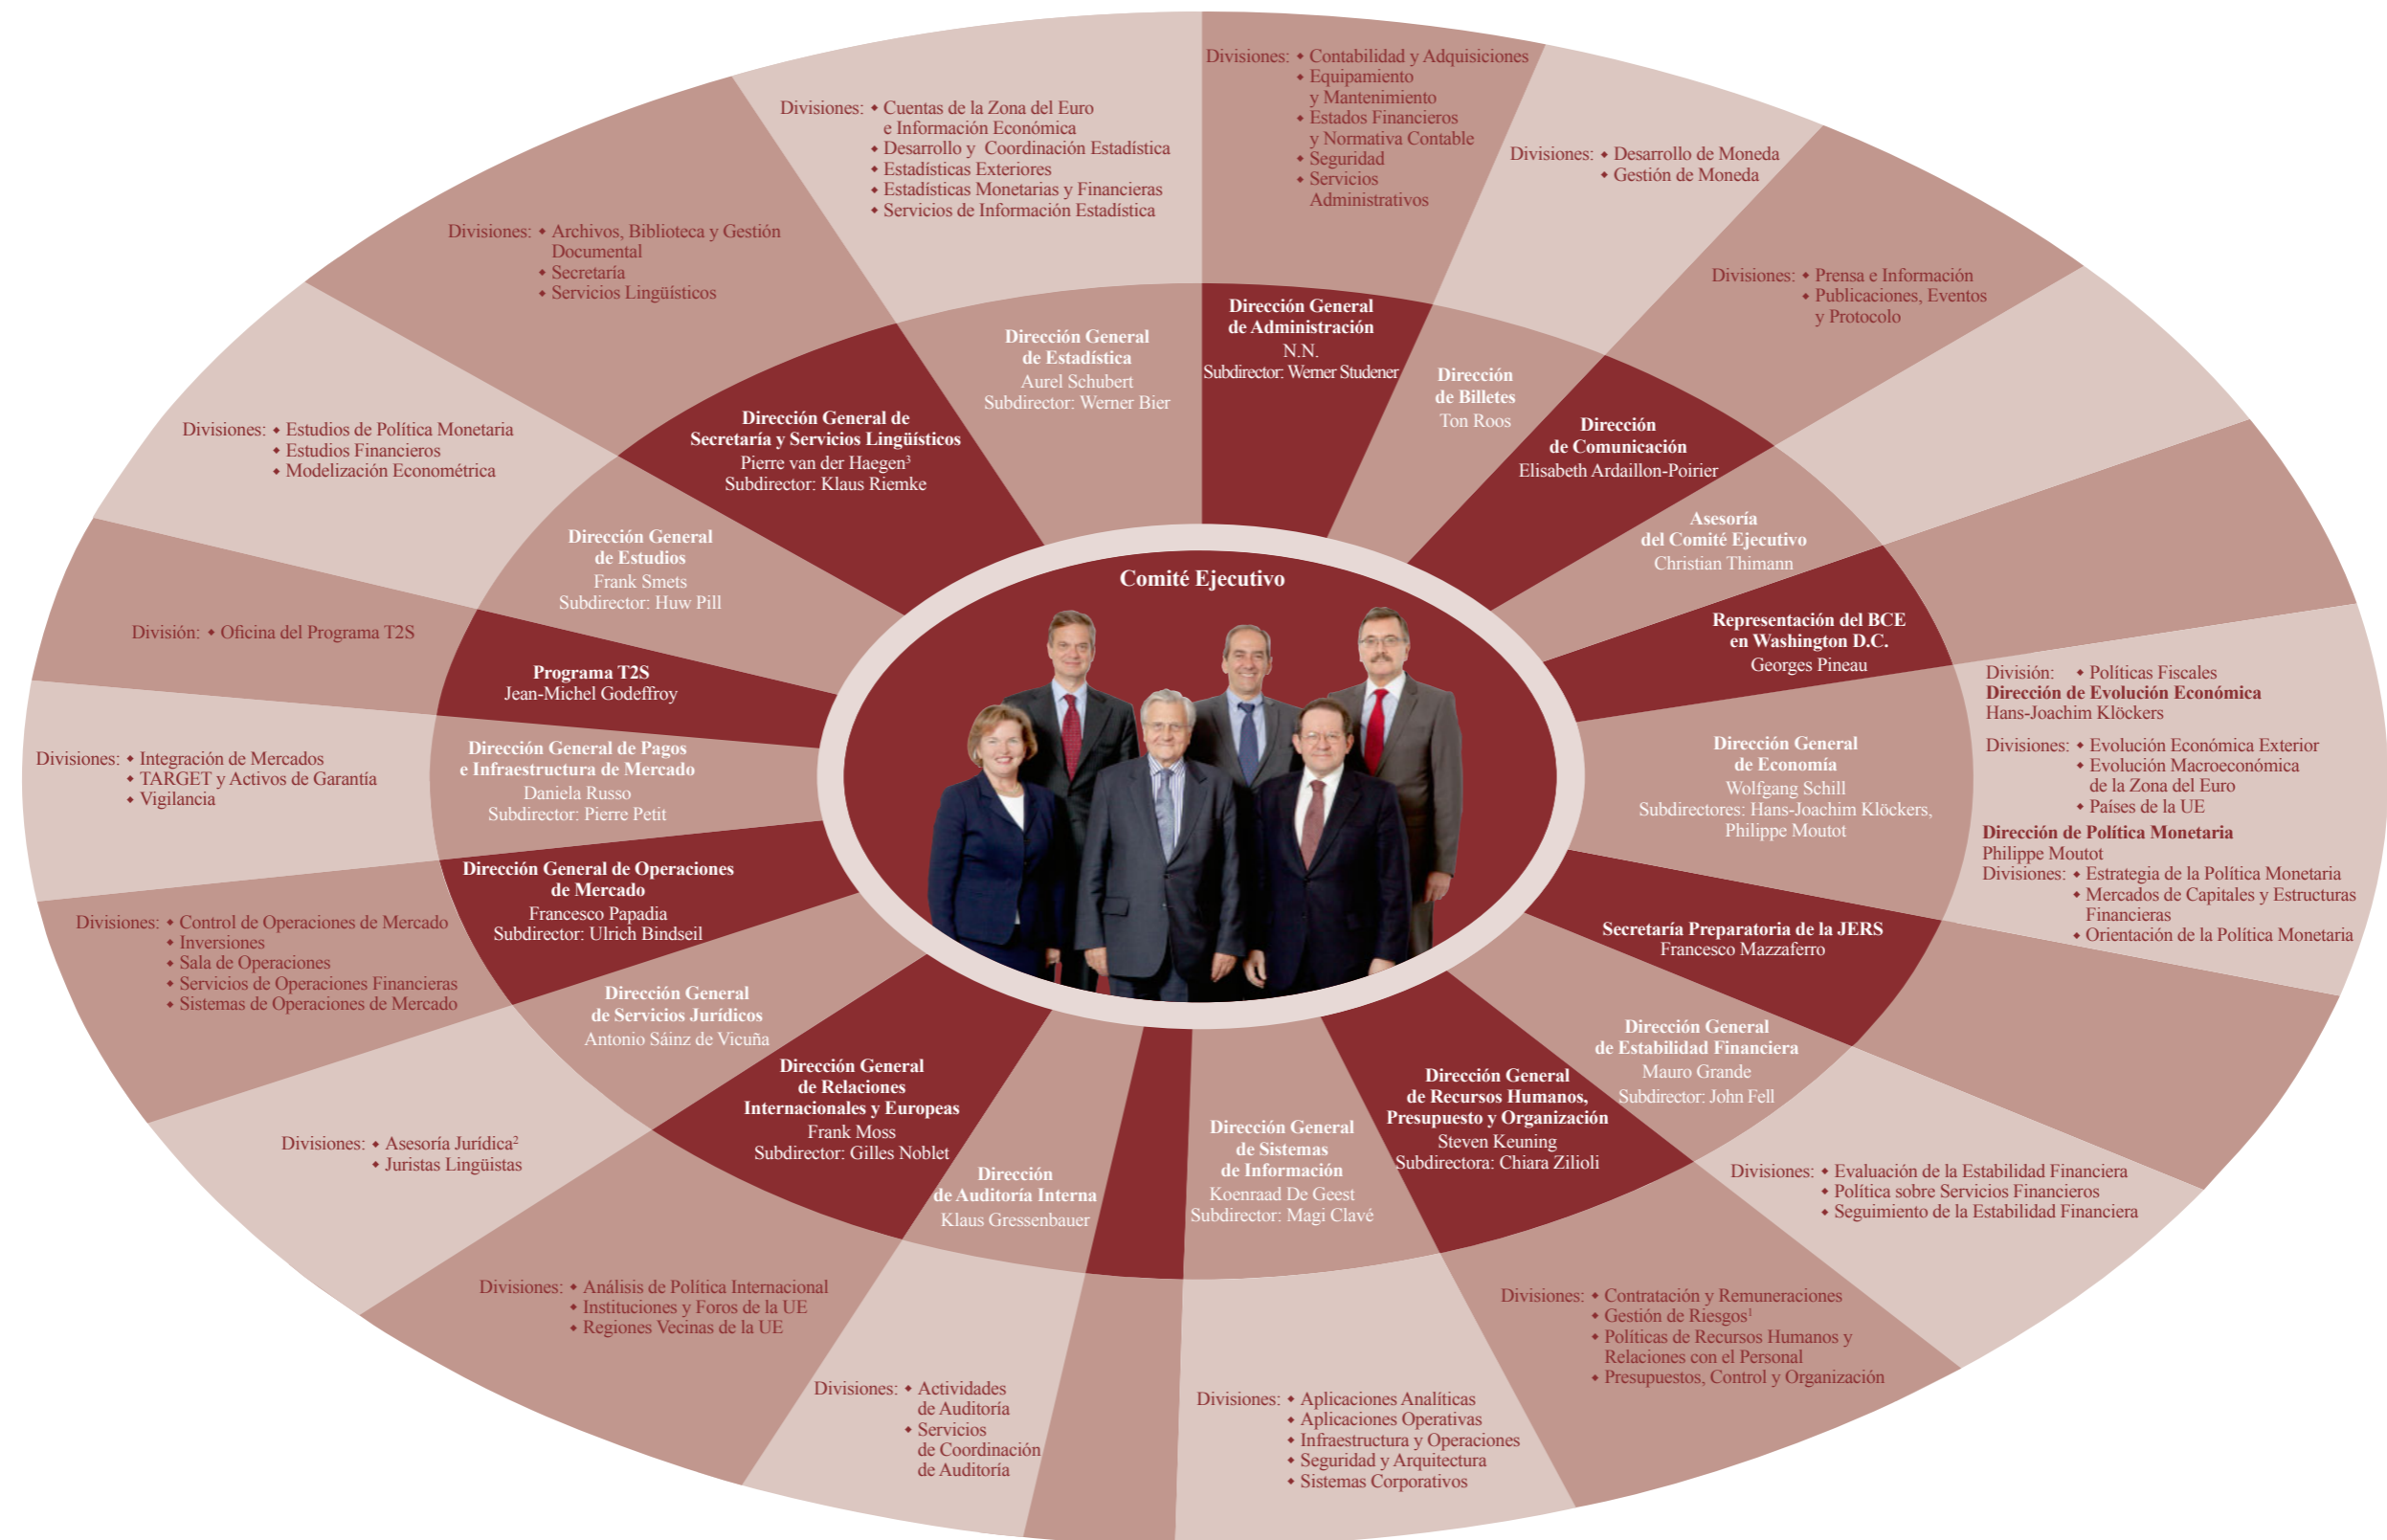 Comité Ejecutivo
Divisiones: ◆ Contabilidad y Adquisiciones
◆ Equipamiento
y Mantenimiento
◆ Estados Financieros
y Normativa Contable
◆ Seguridad
◆ Servicios
Administrativos
Dirección General
de Administración
N.N.
Subdirector: Werner Studener
Divisiones: ◆ Desarrollo de Moneda
◆ Gestión de Moneda
Dirección
de Billetes
Ton Roos
Divisiones: ◆ Prensa e Información
◆ Publicaciones, Eventos
y Protocolo
Dirección
de Comunicación
Elisabeth Ardaillon-Poirier
Asesoría
del Comité Ejecutivo
Christian Thimann
Representación del BCE
en Washington D.C.
Georges Pineau
Dirección General
de Economía
Wolfgang Schill
Subdirectores: Hans-Joachim Klöckers,
Philippe Moutot
División: ◆ Políticas Fiscales
Dirección de Evolución Económica
Hans-Joachim Klöckers
Divisiones: ◆ Evolución Económica Exterior
◆ Evolución Macroeconómica
de la Zona del Euro
◆ Países de la UE
Dirección de Política Monetaria
Philippe Moutot
Divisiones: ◆ Estrategia de la Política Monetaria
◆ Mercados de Capitales y Estructuras
Financieras
◆ Orientación de la Política Monetaria
Secretaría Preparatoria de la JERS
Francesco Mazzaferro
Dirección General
de Estabilidad Financiera
Mauro Grande
Subdirector: John Fell
Divisiones: ◆ Evaluación de la Estabilidad Financiera
◆ Política sobre Servicios Financieros
◆ Seguimiento de la Estabilidad Financiera
Dirección General
de Recursos Humanos,
Presupuesto y Organización
Steven Keuning
Subdirectora: Chiara Zilioli
Divisiones: ◆ Contratación y Remuneraciones
◆ Gestión de Riesgos¹
◆ Políticas de Recursos Humanos y
Relaciones con el Personal
◆ Presupuestos, Control y Organización
Dirección General
de Sistemas
de Información
Koenraad De Geest
Subdirector: Magi Clavé
Divisiones: ◆ Aplicaciones Analíticas
◆ Aplicaciones Operativas
◆ Infraestructura y Operaciones
◆ Seguridad y Arquitectura
◆ Sistemas Corporativos
Dirección
de Auditoría Interna
Klaus Gressenbauer
Divisiones: ◆ Actividades
de Auditoría
◆ Servicios
de Coordinación
de Auditoría
Dirección General
de Relaciones
Internacionales y Europeas
Frank Moss
Subdirector: Gilles Noblet
Divisiones: ◆ Análisis de Política Internacional
◆ Instituciones y Foros de la UE
◆ Regiones Vecinas de la UE
Dirección General
de Servicios Jurídicos
Antonio Sáinz de Vicuña
Divisiones: ◆ Asesoría Jurídica²
◆ Juristas Lingüistas
Dirección General de Operaciones
de Mercado
Francesco Papadia
Subdirector: Ulrich Bindseil
Divisiones: ◆ Control de Operaciones de Mercado
◆ Inversiones
◆ Sala de Operaciones
◆ Servicios de Operaciones Financieras
◆ Sistemas de Operaciones de Mercado
Dirección General de Pagos
e Infraestructura de Mercado
Daniela Russo
Subdirector: Pierre Petit
Divisiones: ◆ Integración de Mercados
◆ TARGET y Activos de Garantía
◆ Vigilancia
Programa T2S
Jean-Michel Godeffroy
División: ◆ Oficina del Programa T2S
Dirección General
de Estudios
Frank Smets
Subdirector: Huw Pill
Divisiones: ◆ Estudios de Política Monetaria
◆ Estudios Financieros
◆ Modelización Econométrica
Dirección General de
Secretaría y Servicios Lingüísticos
Pierre van der Haegen³
Subdirector: Klaus Riemke
Divisiones: ◆ Archivos, Biblioteca y Gestión
Documental
◆ Secretaría
◆ Servicios Lingüísticos
Dirección General
de Estadística
Aurel Schubert
Subdirector: Werner Bier
Divisiones: ◆ Cuentas de la Zona del Euro
e Información Económica
◆ Desarrollo y Coordinación Estadística
◆ Estadísticas Exteriores
◆ Estadísticas Monetarias y Financieras
◆ Servicios de Información Estadística